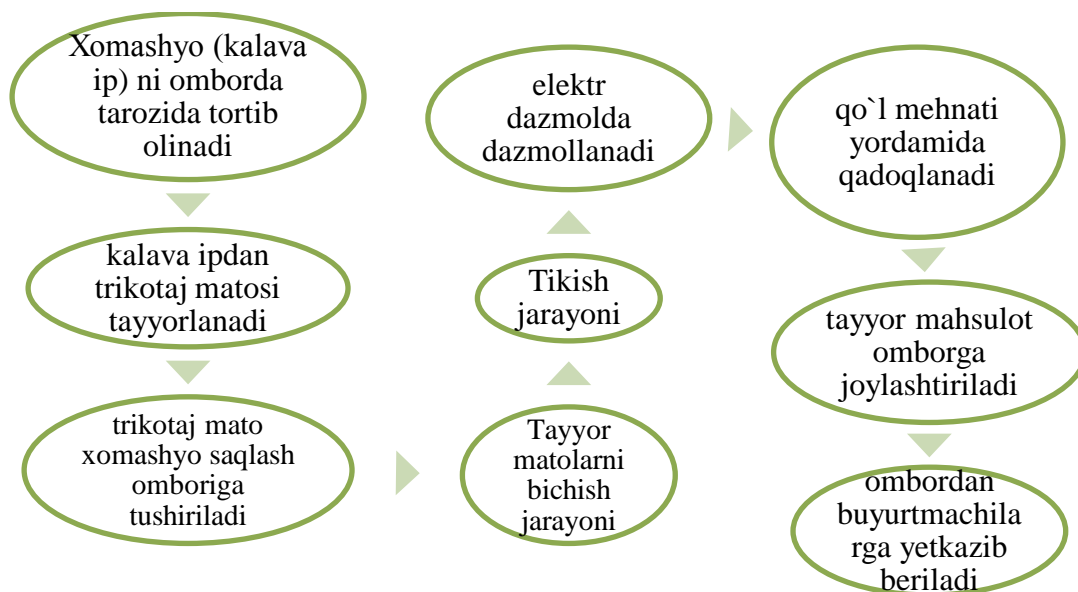 Xomashyo (kalava
ip) ni omborda
tarozida tortib
olinadi
kalava ipdan
trikotaj matosi
tayyorlanadi
trikotaj mato
xomashyo saqlash
omboriga
tushiriladi
Tayyor
matolarni
bichish
jarayoni
Tikish
jarayoni
elektr
dazmolda
dazmollanadi
qo`l mehnati
yordamida
qadoqlanadi
tayyor mahsulot
omborga
joylashtiriladi
ombordan
buyurtmachila
rga yetkazib
beriladi